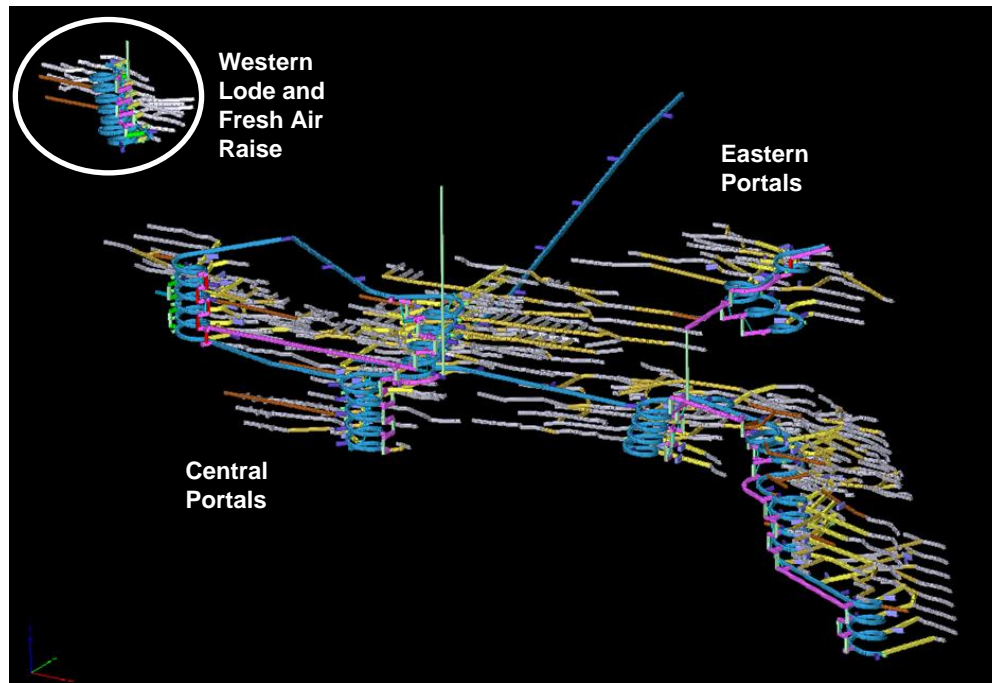 Western
Lode and
Fresh Air
Raise
Eastern
Portals
Central
Portals